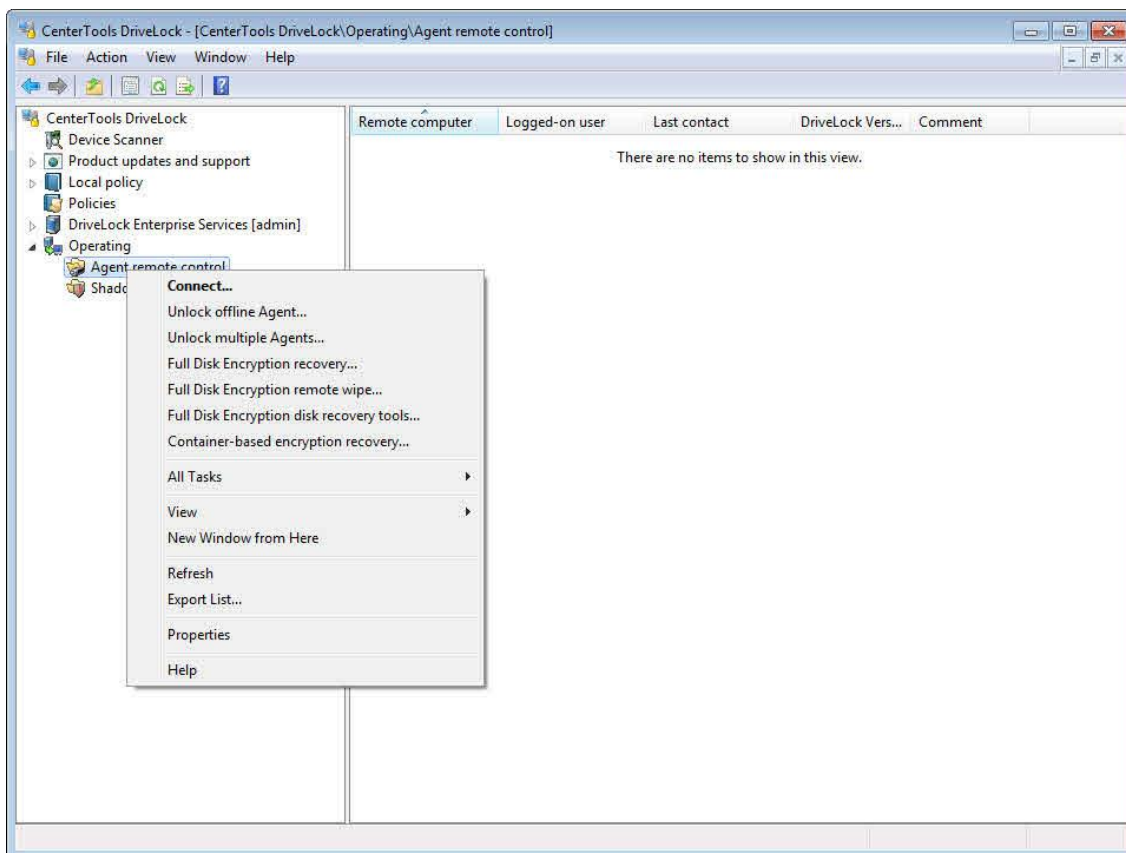 CenterTools DriveLock - [CenterTools DriveLock\Operating\Agent remote control]
File Action View Window Help
CenterTools DriveLock
Device Scanner
Product updates and support
Local policy
Policies
DriveLock Enterprise Services [admin]
Operating
Agent remote control
Remote computer Logged-on user Last contact DriveLock Vers... Comment
There are no items to show in this view.
Connect...
Unlock offline Agent...
Unlock multiple Agents...
Full Disk Encryption recovery...
Full Disk Encryption remote wipe...
Full Disk Encryption disk recovery tools...
Container-based encryption recovery...
All Tasks
View
New Window from Here
Refresh
Export List...
Properties
Help